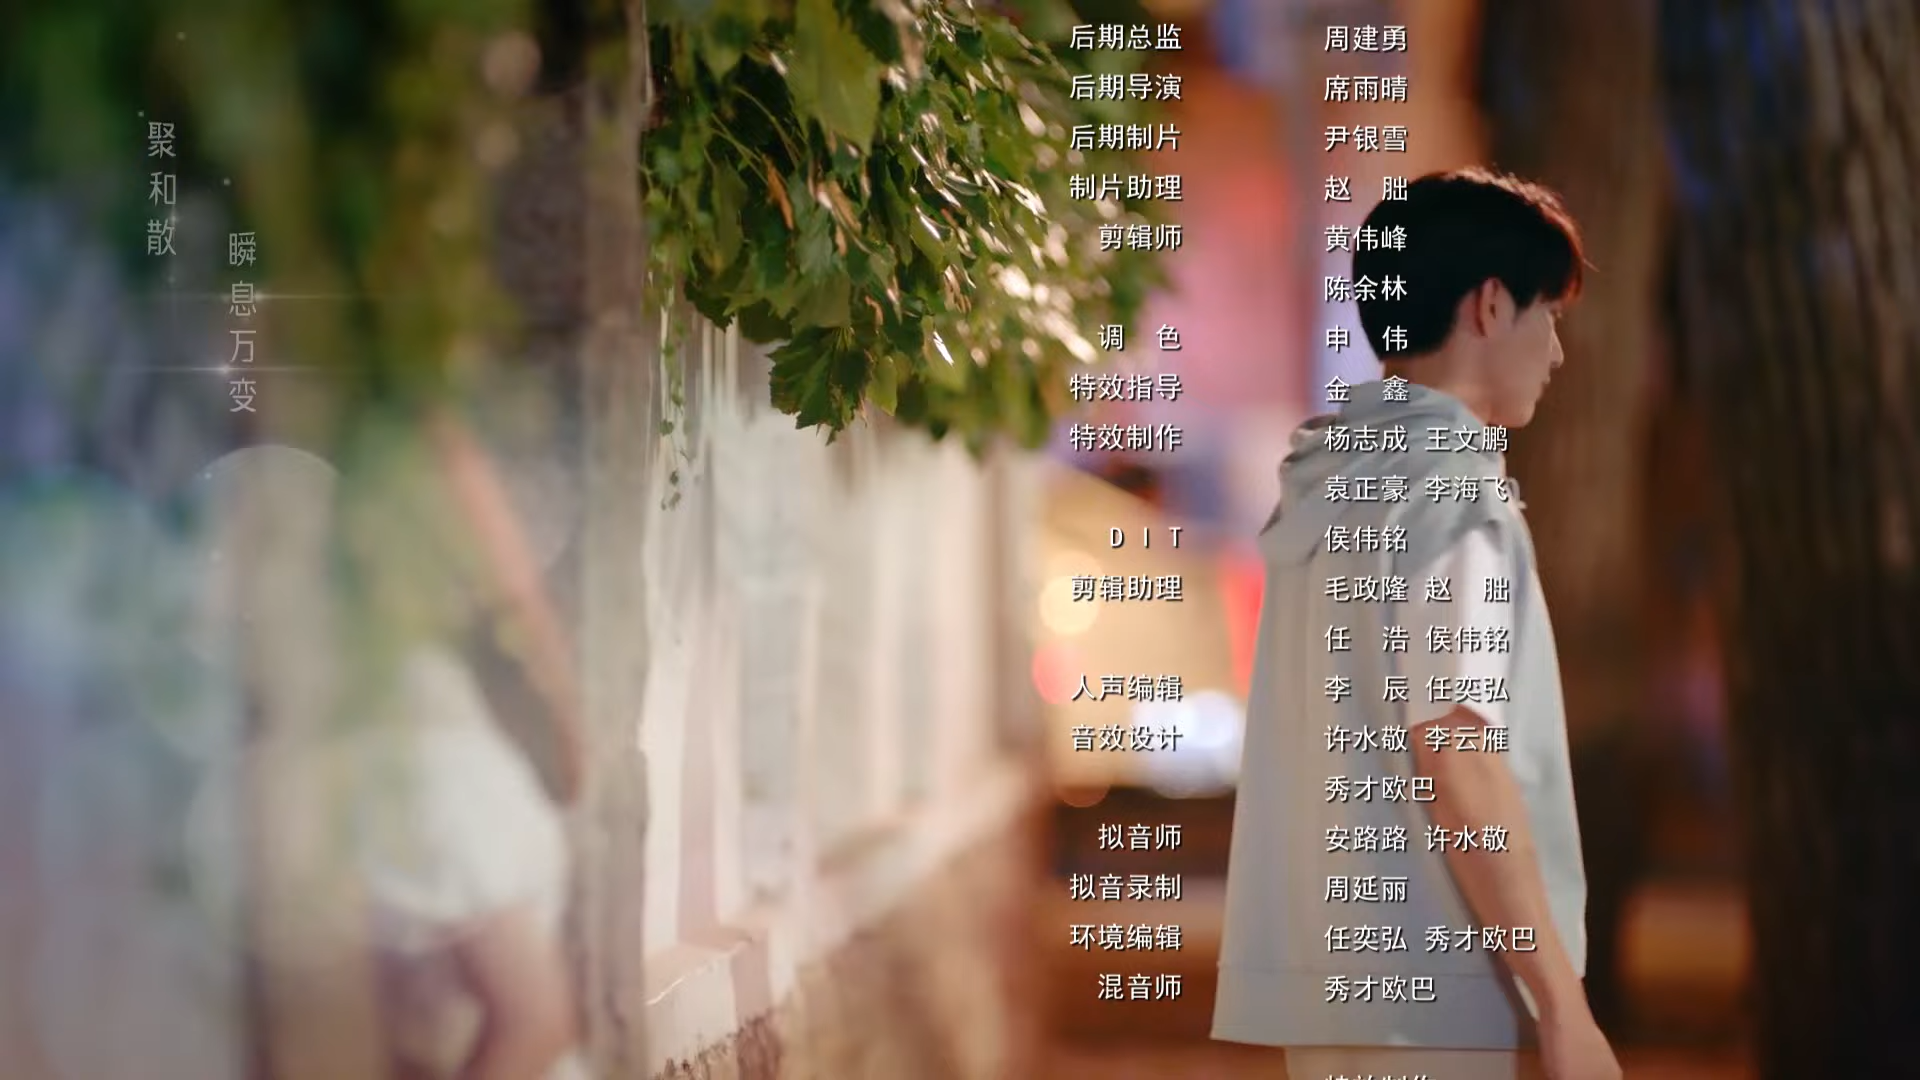 聚和散
瞬息万变
后期总监 周建勇
后期导演 席雨晴
后期制片 尹银雪
制片助理 赵 胐
剪辑师 黄伟峰
陈余林
调 色 申 伟
特效指导 金 鑫
特效制作 杨志成 王文鹏
袁正豪 李海飞
D I T 侯伟铭
剪辑助理 毛政隆 赵 胐
任 浩 侯伟铭
人声编辑 李 辰 任奕弘
音效设计 许水敬 李云雁
秀才欧巴
拟音师 安路路 许水敬
拟音录制 周延丽
环境编辑 任奕弘 秀才欧巴
混音师 秀才欧巴